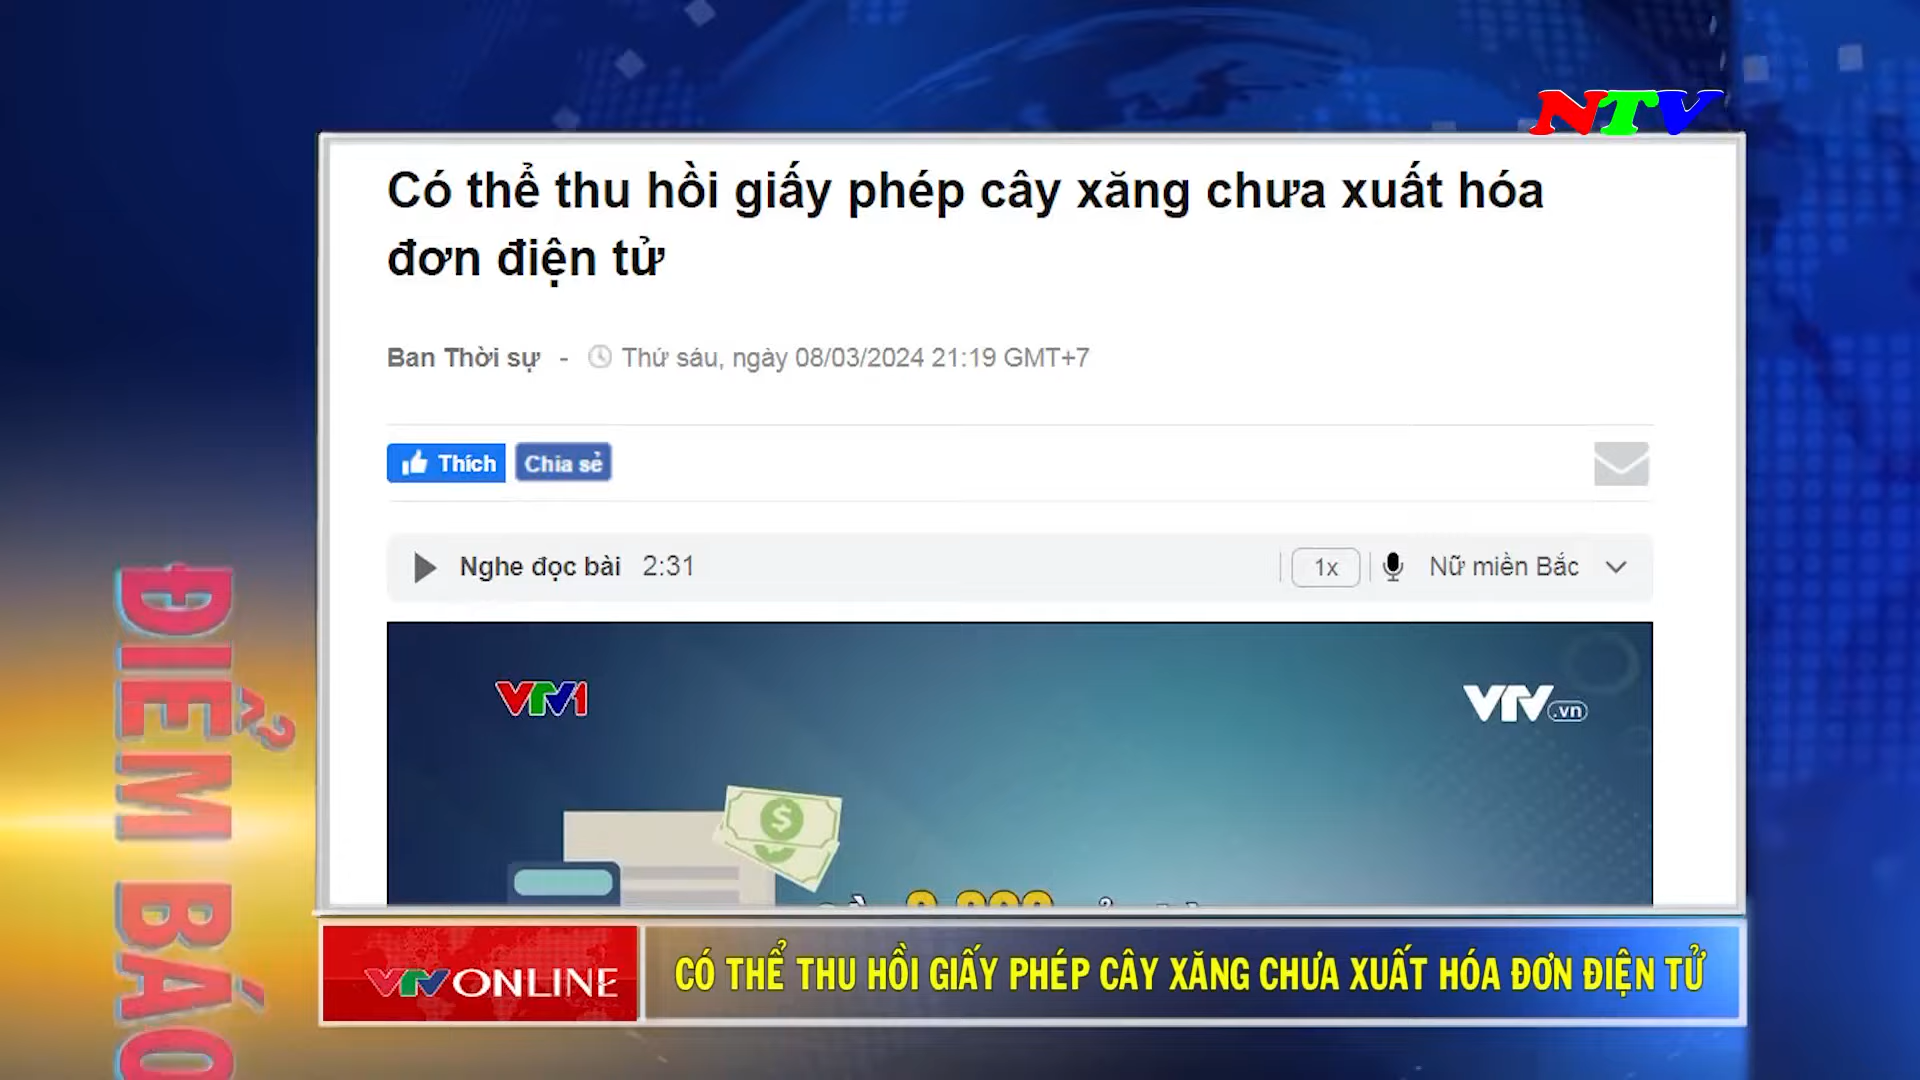 NTV
Có thể thu hồi giấy phép cây xăng chưa xuất hóa
đơn điện tử
Ban Thời sự - Thứ sáu, ngày 08/03/2024 21:19 GMT+7
Thích Chia sẻ
Nghe đọc bài 2:31 1x Nữ miền Bắc
VTV1 VTV.vn
ĐIỂM BÁO
VTV ONLINE
CÓ THỂ THU HỒI GIẤY PHÉP CÂY XĂNG CHƯA XUẤT HÓA ĐƠN ĐIỆN TỬ